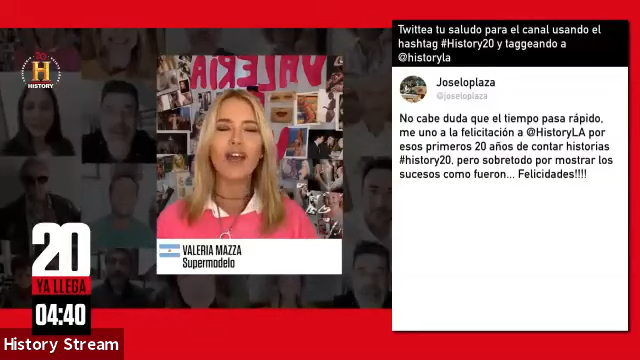 Twittea tu saludo para el canal usando el
hashtag #History20 y taggeando a
@historyla
20
H
HISTORY
VALERIA
Joseloplaza
@joseloplaza
No cabe duda que el tiempo pasa rápido,
me uno a la felicitación a @HistoryLA por
esos primeros 20 años de contar historias
#history20, pero sobretodo por mostrar los
sucesos como fueron... Felicidades!!!!
VALERIA MAZZA
Supermodelo
20
YA LLEGA
04:40
History Stream